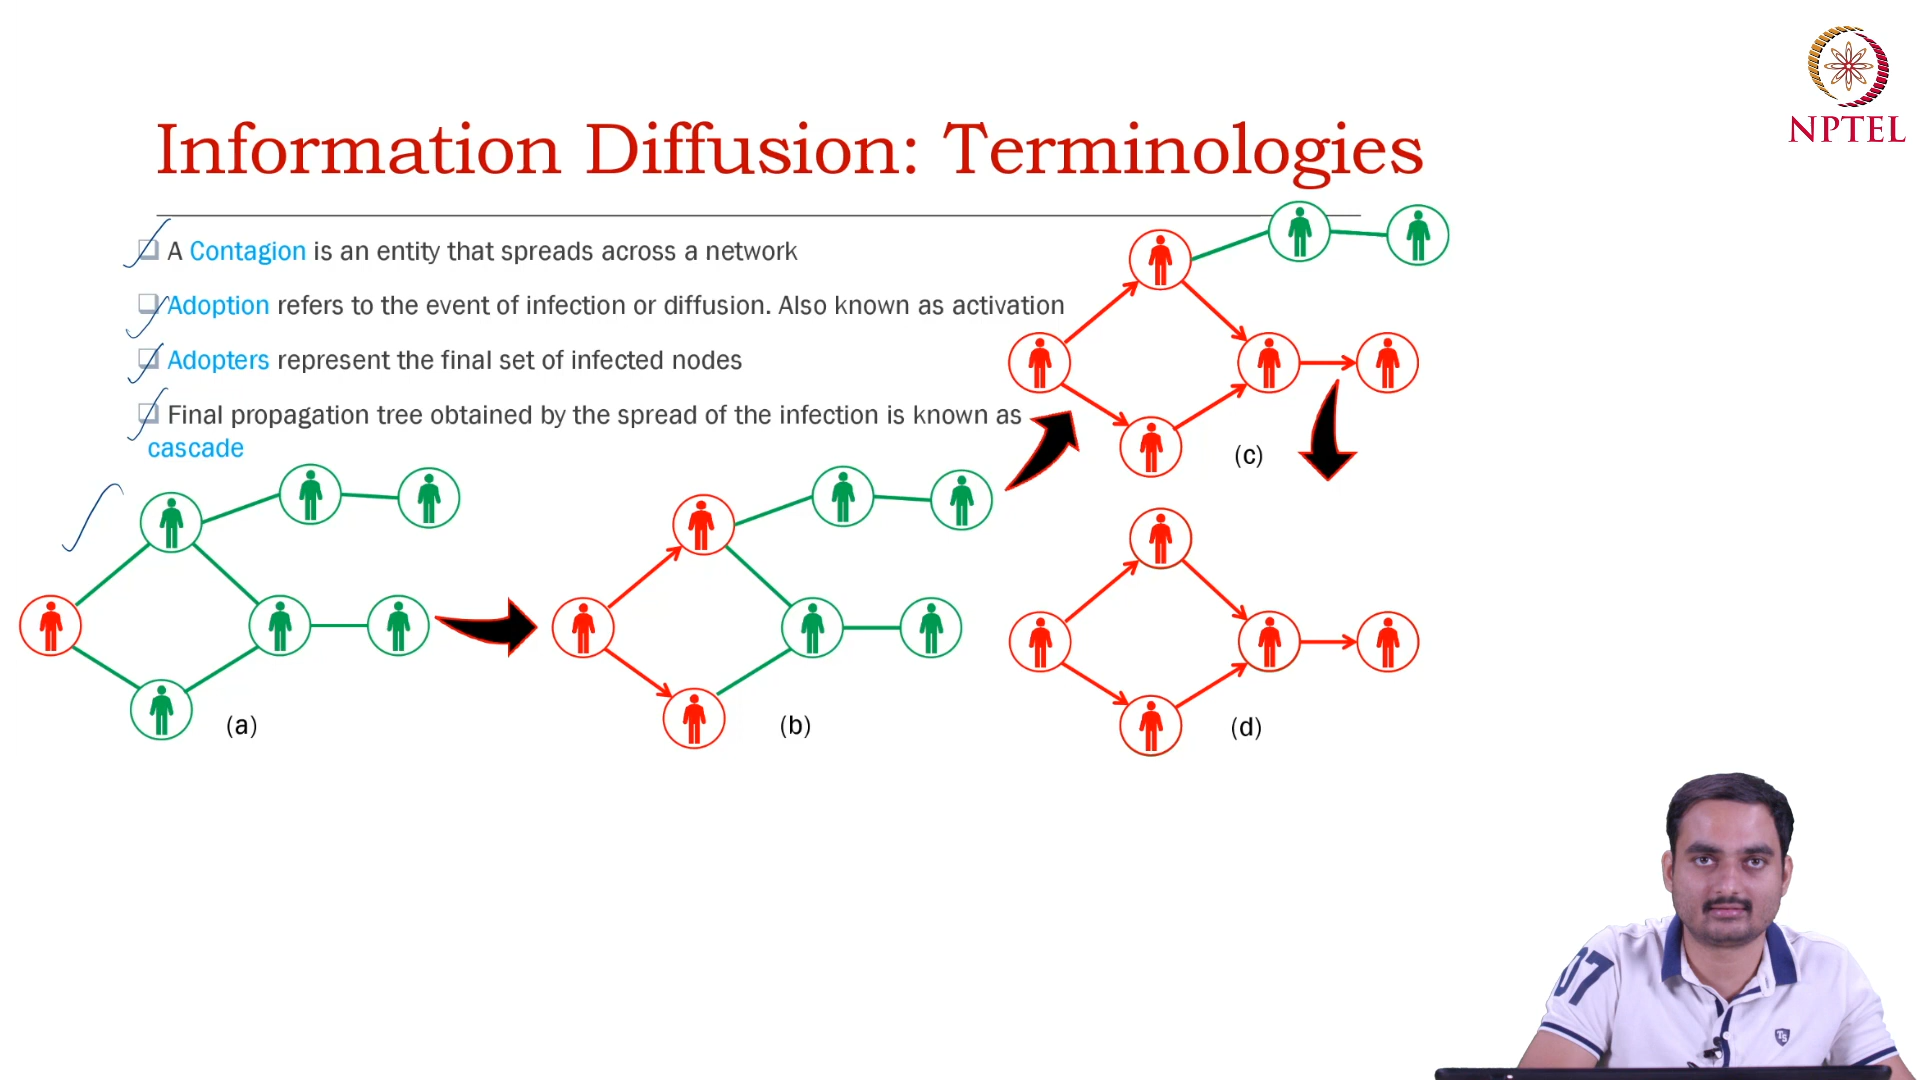 NPTEL
Information Diffusion: Terminologies
A Contagion is an entity that spreads across a network
Adoption refers to the event of infection or diffusion. Also known as activation
Adopters represent the final set of infected nodes
Final propagation tree obtained by the spread of the infection is known as
cascade
(c)
(a)
(b)
(d)
07
TS